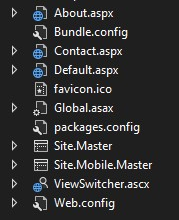 About.aspx
Bundle.config
Contact.aspx
Default.aspx
favicon.ico
Global.asax
packages.config
Site.Master
Site.Mobile.Master
ViewSwitcher.ascx
Web.config